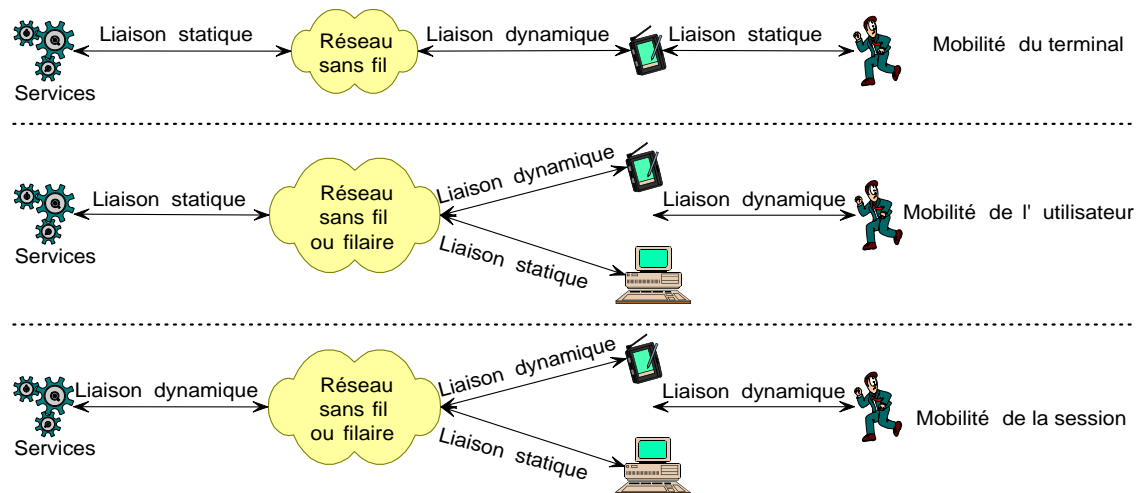 Liaison statique
Réseau
sans fil
Liaison dynamique
Liaison statique
Mobilité du terminal
Services
Liaison statique
Réseau
sans fil
ou filaire
Liaison dynamique
Liaison statique
Liaison dynamique
Mobilité de l' utilisateur
Services
Liaison dynamique
Réseau
sans fil
ou filaire
Liaison dynamique
Liaison statique
Liaison dynamique
Mobilité de la session
Services